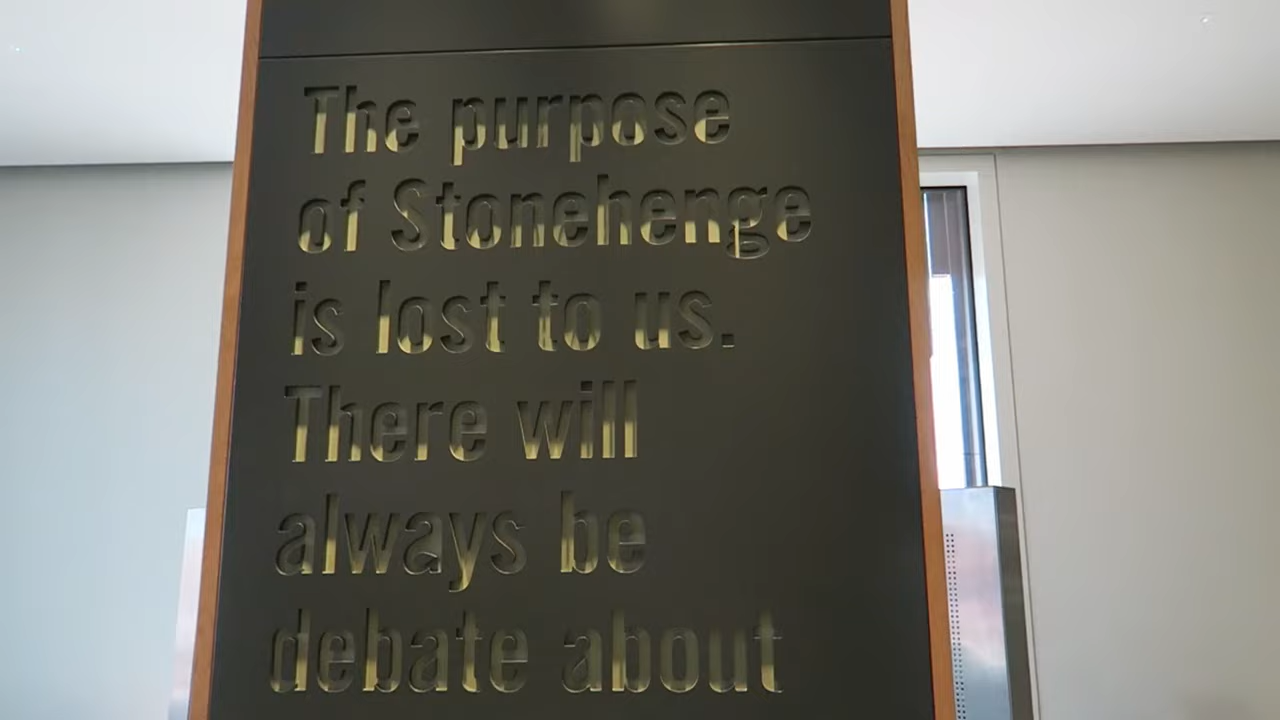 The purpose
of Stonehenge
is lost to us.
There will
always be
debate about